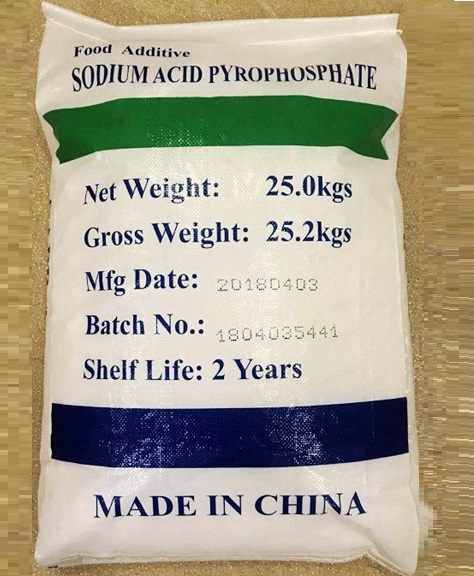 Food Additive
SODIUM ACID PYROPHOSPHATE
Net Weight: 25.0kgs
Gross Weight: 25.2kgs
Mfg Date: 20180403
Batch No.: 1804035441
Shelf Life: 2 Years
MADE IN CHINA